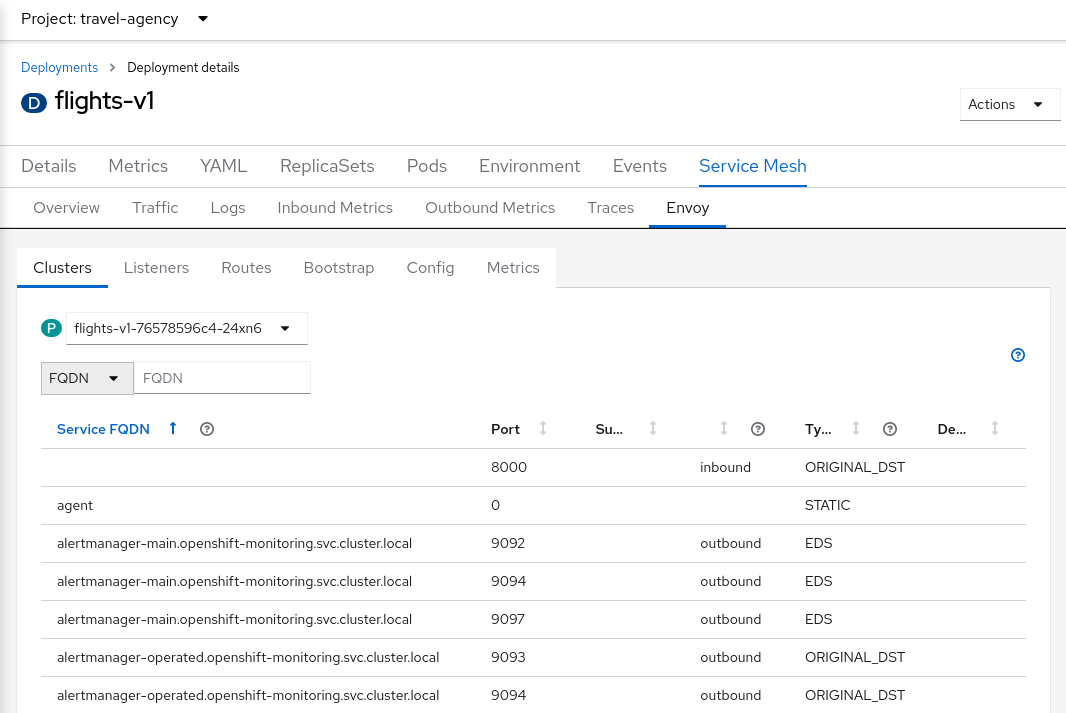 Project: travel-agency
Deployments > Deployment details
D flights-v1
Actions
Details Metrics YAML ReplicaSets Pods Environment Events Service Mesh
Overview Traffic Logs Inbound Metrics Outbound Metrics Traces Envoy
Clusters Listeners Routes Bootstrap Config Metrics
P flights-v1-76578596c4-24xn6
FQDN FQDN
Service FQDN Port Su... Ty... De...
8000 inbound ORIGINAL_DST
agent 0 STATIC
alertmanager-main.openshift-monitoring.svc.cluster.local 9092 outbound EDS
alertmanager-main.openshift-monitoring.svc.cluster.local 9094 outbound EDS
alertmanager-main.openshift-monitoring.svc.cluster.local 9097 outbound EDS
alertmanager-operated.openshift-monitoring.svc.cluster.local 9093 outbound ORIGINAL_DST
alertmanager-operated.openshift-monitoring.svc.cluster.local 9094 outbound ORIGINAL_DST